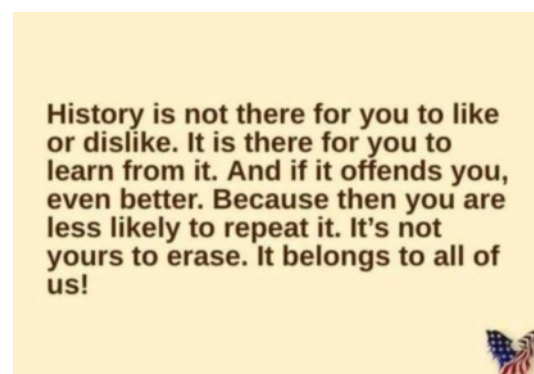 History is not there for you to like
or dislike. It is there for you to
learn from it. And if it offends you,
even better. Because then you are
less likely to repeat it. It’s not
yours to erase. It belongs to all of
us!